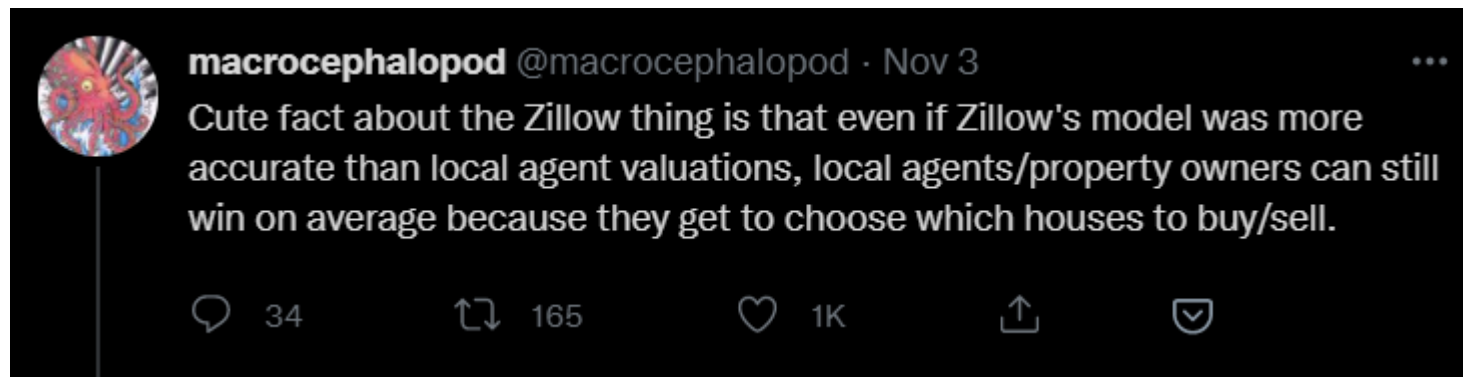 macrocephalopod @macrocephalopod · Nov 3
Cute fact about the Zillow thing is that even if Zillow's model was more
accurate than local agent valuations, local agents/property owners can still
win on average because they get to choose which houses to buy/sell.
34 165 1K